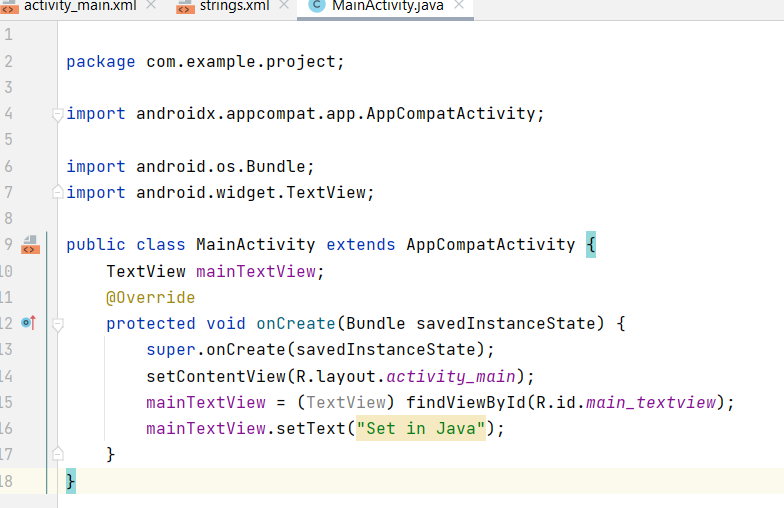 activity_main.xml strings.xml MainActivity.java
1
2 package com.example.project;
3
4 import androidx.appcompat.app.AppCompatActivity;
5
6 import android.os.Bundle;
7 import android.widget.TextView;
8
9 public class MainActivity extends AppCompatActivity {
10 TextView mainTextView;
11 @Override
12 protected void onCreate(Bundle savedInstanceState) {
13 super.onCreate(savedInstanceState);
14 setContentView(R.layout.activity_main);
15 mainTextView = (TextView) findViewById(R.id.main_textview);
16 mainTextView.setText("Set in Java");
17 }
18 }